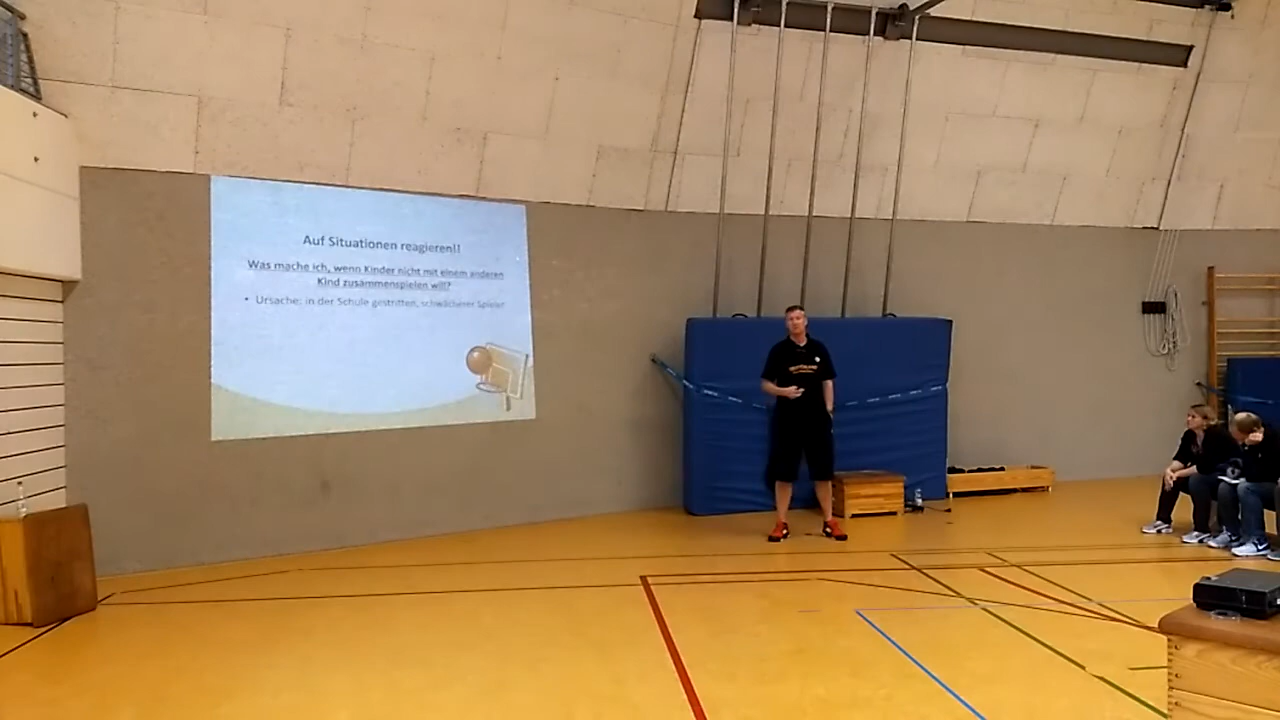 Auf Situationen reagieren!!
Was mache ich, wenn Kinder nicht mit einem anderen
Kind zusammenspielen will?
• Ursache: in der Schule gestritten, schwächerer Spieler